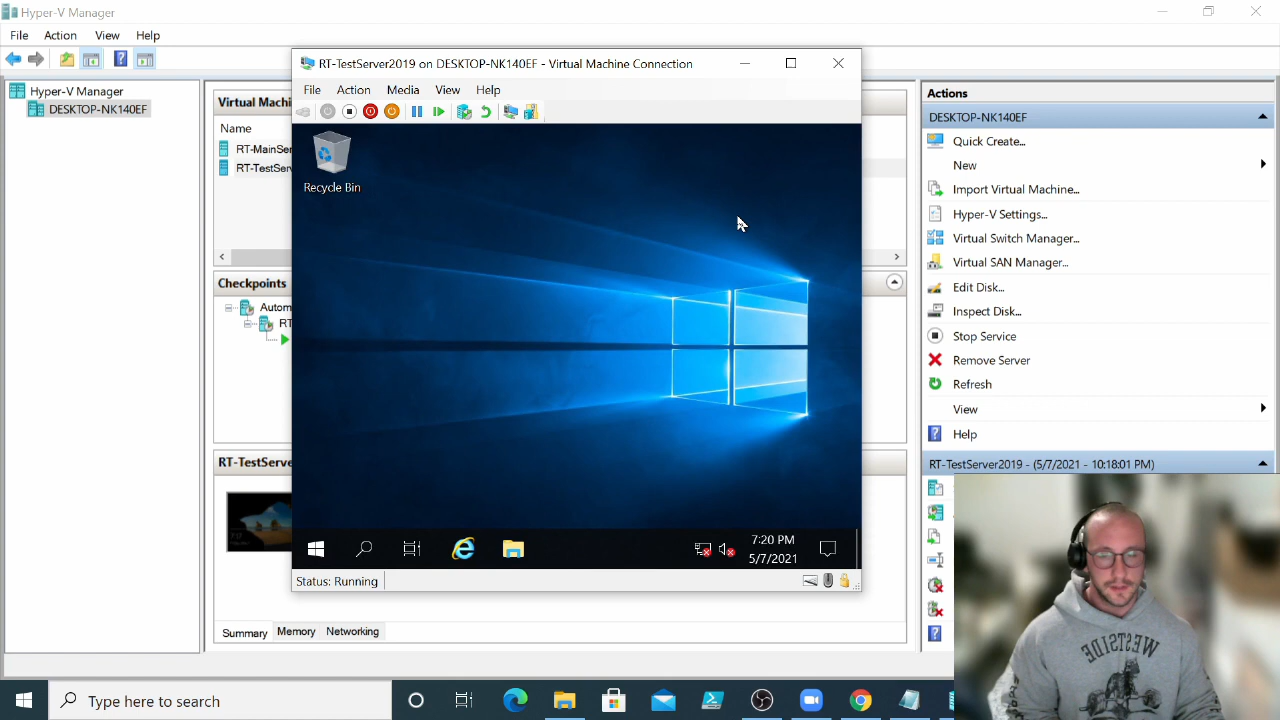 Hyper-V Manager
File Action View Help
Hyper-V Manager
DESKTOP-NK140EF
Virtual Machi
Name
RT-MainSer
RT-TestServ
Checkpoints
Autom
RT
RT-TestServe
Summary Memory Networking
RT-TestServer2019 on DESKTOP-NK140EF - Virtual Machine Connection
File Action Media View Help
Recycle Bin
7:20 PM
5/7/2021
Status: Running
Actions
DESKTOP-NK140EF
Quick Create...
New
Import Virtual Machine...
Hyper-V Settings...
Virtual Switch Manager...
Virtual SAN Manager...
Edit Disk...
Inspect Disk...
Stop Service
Remove Server
Refresh
View
Help
RT-TestServer2019 - (5/7/2021 - 10:18:01 PM)
WESTSIDE
Type here to search